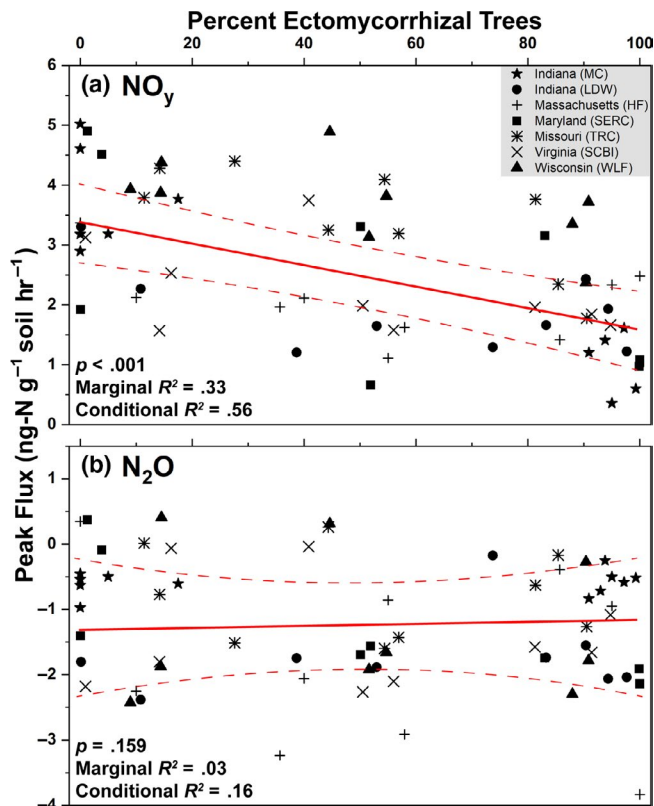 Percent Ectomycorrhizal Trees
0 20 40 60 80 100
(a) NOy
Indiana (MC)
Indiana (LDW)
Massachusetts (HF)
Maryland (SERC)
Missouri (TRC)
Virginia (SCBI)
Wisconsin (WLF)
6
5
4
3
2
1
0
p < .001
Marginal R² = .33
Conditional R² = .56
Peak Flux (ng-N g⁻¹ soil hr⁻¹)
(b) N₂O
1
0
−1
−2
−3
−4
p = .159
Marginal R² = .03
Conditional R² = .16